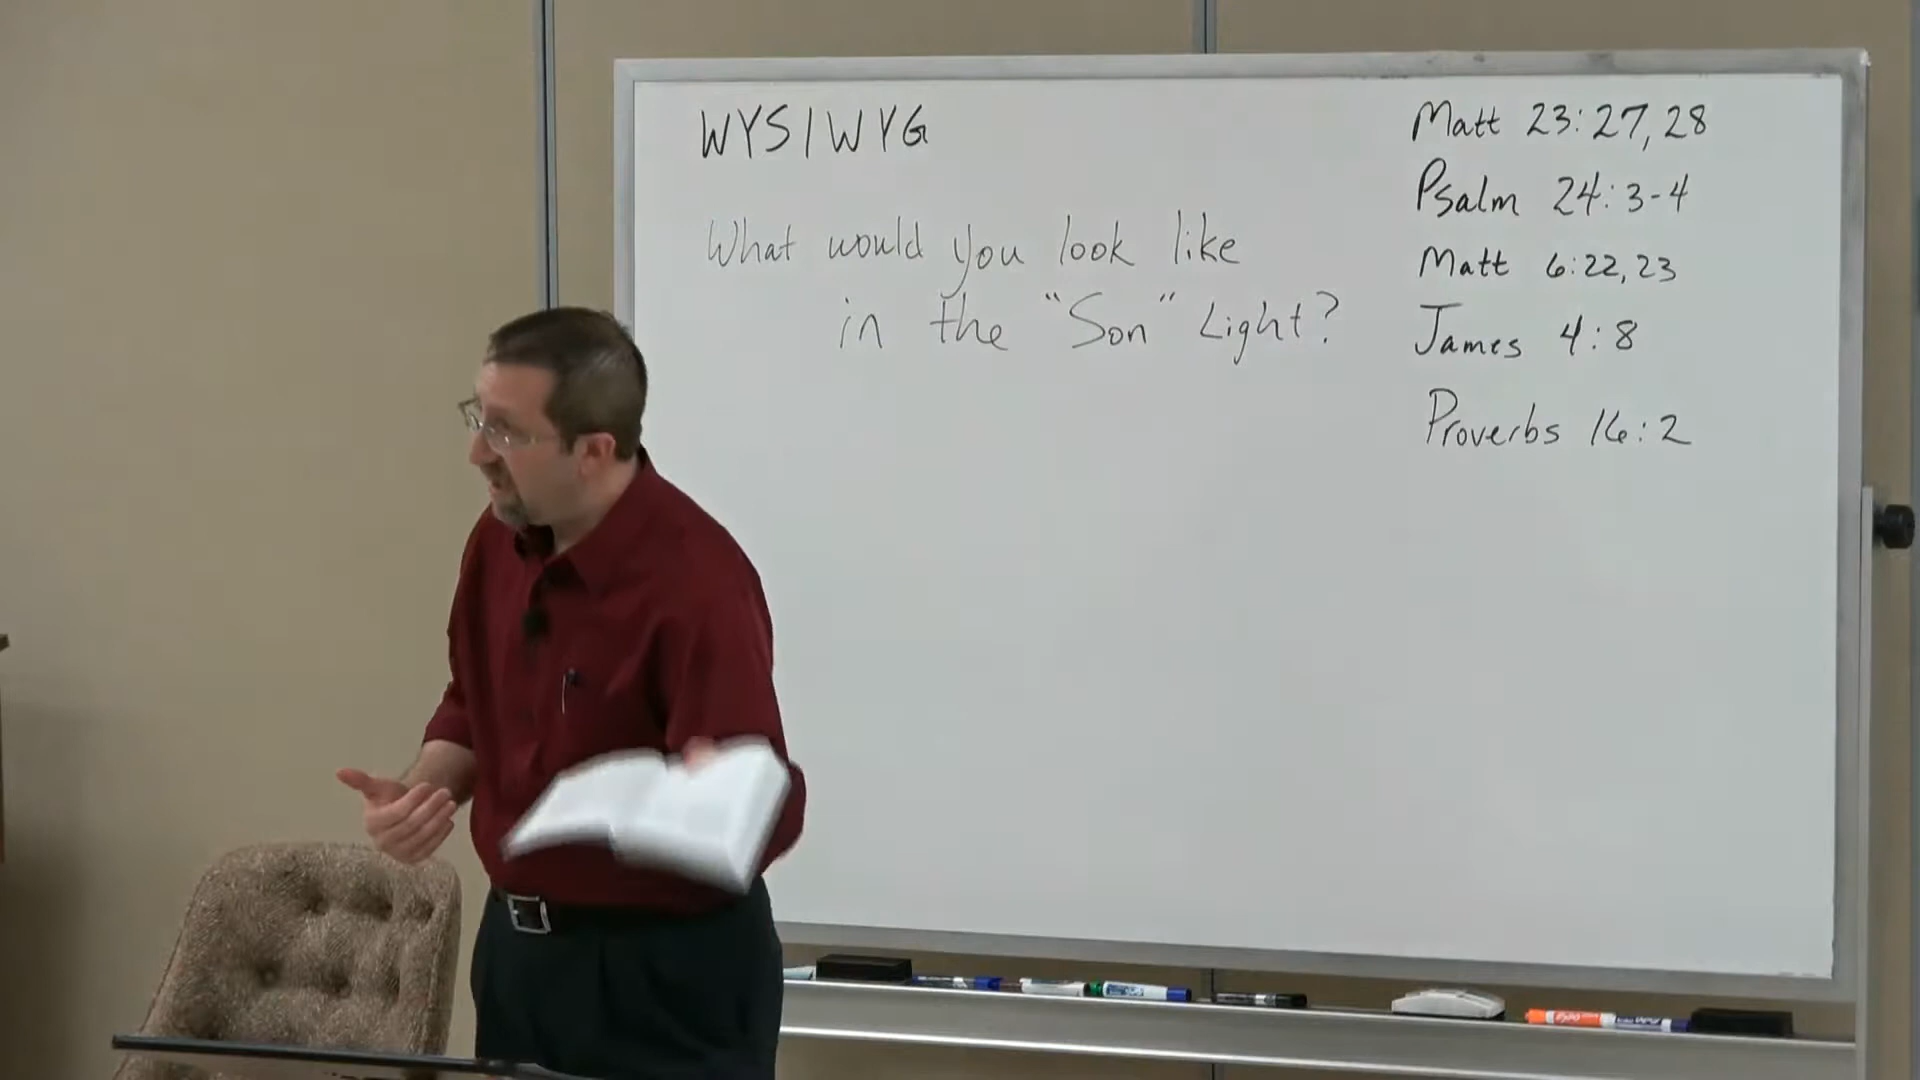 WYSIWYG
What would you look like
in the "Son" Light?
Matt 23:27,28
Psalm 24:3-4
Matt 6:22,23
James 4:8
Proverbs 16:2